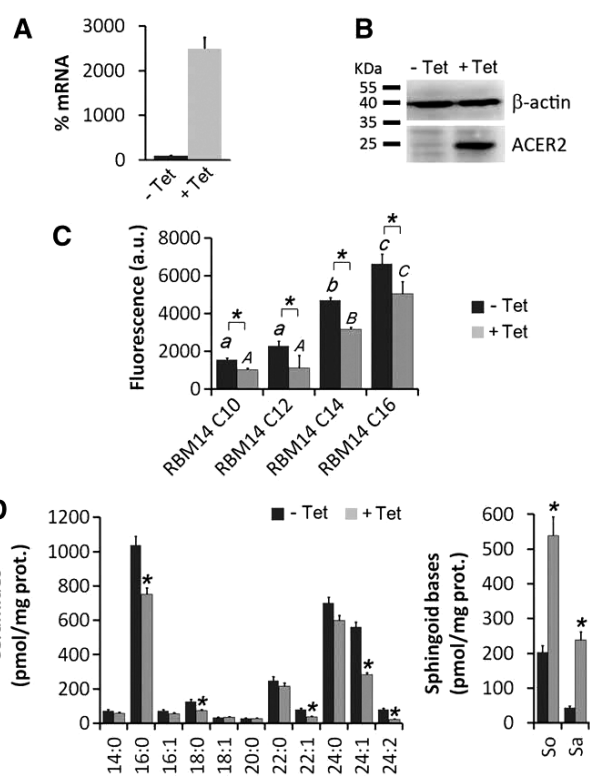 A
% mRNA
3000
2000
1000
0
- Tet
+ Tet
B
KDa
- Tet + Tet
55
40
35
25
β-actin
ACER2
C
Fluorescence (a.u.)
8000
6000
4000
2000
0
a * A
a * A
b * B
c * C
RBM14 C10
RBM14 C12
RBM14 C14
RBM14 C16
- Tet
+ Tet
(pmol/mg prot.)
1200
1000
800
600
400
200
0
- Tet + Tet
* * * * *
14:0 16:0 16:1 18:0 18:1 20:0 22:0 22:1 24:0 24:1 24:2
Sphingoid bases
(pmol/mg prot.)
600
500
400
300
200
100
0
* *
So Sa